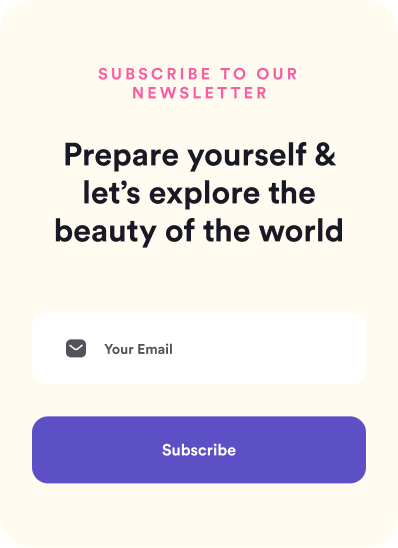 SUBSCRIBE TO OUR
NEWSLETTER
Prepare yourself &
let’s explore the
beauty of the world
Your Email
Subscribe